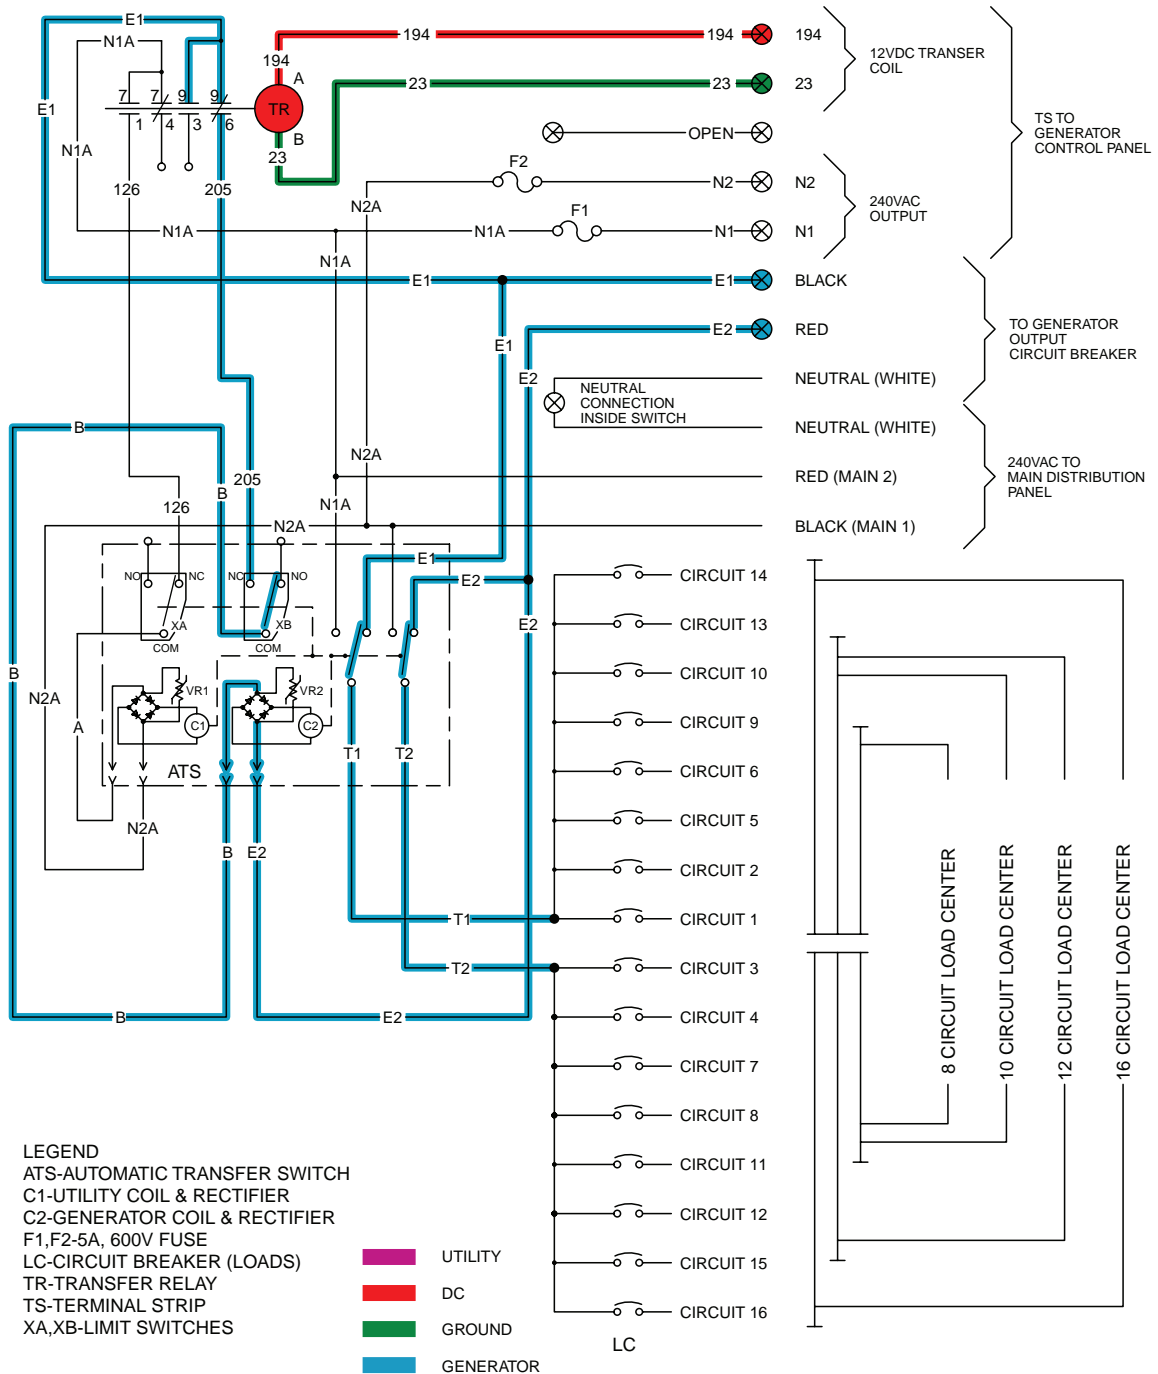 E1
N1A
194
194
194
12VDC TRANSER
COIL
194
A
7
7
9
9
TR
23
23
23
E1
1
4
3
6
B
OPEN
TS TO
GENERATOR
CONTROL PANEL
N1A
23
F2
126
205
N2A
N2
N2
240VAC
OUTPUT
F1
N1A
N1A
N1
N1
N1A
E1
E1
BLACK
E2
RED
TO GENERATOR
OUTPUT
CIRCUIT BREAKER
E1
E2
NEUTRAL
CONNECTION
INSIDE SWITCH
NEUTRAL (WHITE)
B
NEUTRAL (WHITE)
N2A
240VAC TO
MAIN DISTRIBUTION
PANEL
205
RED (MAIN 2)
B
126
N1A
N2A
BLACK (MAIN 1)
E1
NO
NC
NC
NO
E2
CIRCUIT 14
XA
XB
E2
CIRCUIT 13
COM
COM
B
CIRCUIT 10
N2A
VR1
VR2
A
C1
C2
CIRCUIT 9
T1
T2
ATS
CIRCUIT 6
N2A
CIRCUIT 5
B
E2
CIRCUIT 2
T1
CIRCUIT 1
T2
CIRCUIT 3
B
E2
CIRCUIT 4
CIRCUIT 7
CIRCUIT 8
CIRCUIT 11
CIRCUIT 12
CIRCUIT 15
CIRCUIT 16
LC
8 CIRCUIT LOAD CENTER
10 CIRCUIT LOAD CENTER
12 CIRCUIT LOAD CENTER
16 CIRCUIT LOAD CENTER
LEGEND
ATS-AUTOMATIC TRANSFER SWITCH
C1-UTILITY COIL & RECTIFIER
C2-GENERATOR COIL & RECTIFIER
F1,F2-5A, 600V FUSE
LC-CIRCUIT BREAKER (LOADS)
TR-TRANSFER RELAY
TS-TERMINAL STRIP
XA,XB-LIMIT SWITCHES
UTILITY
DC
GROUND
GENERATOR